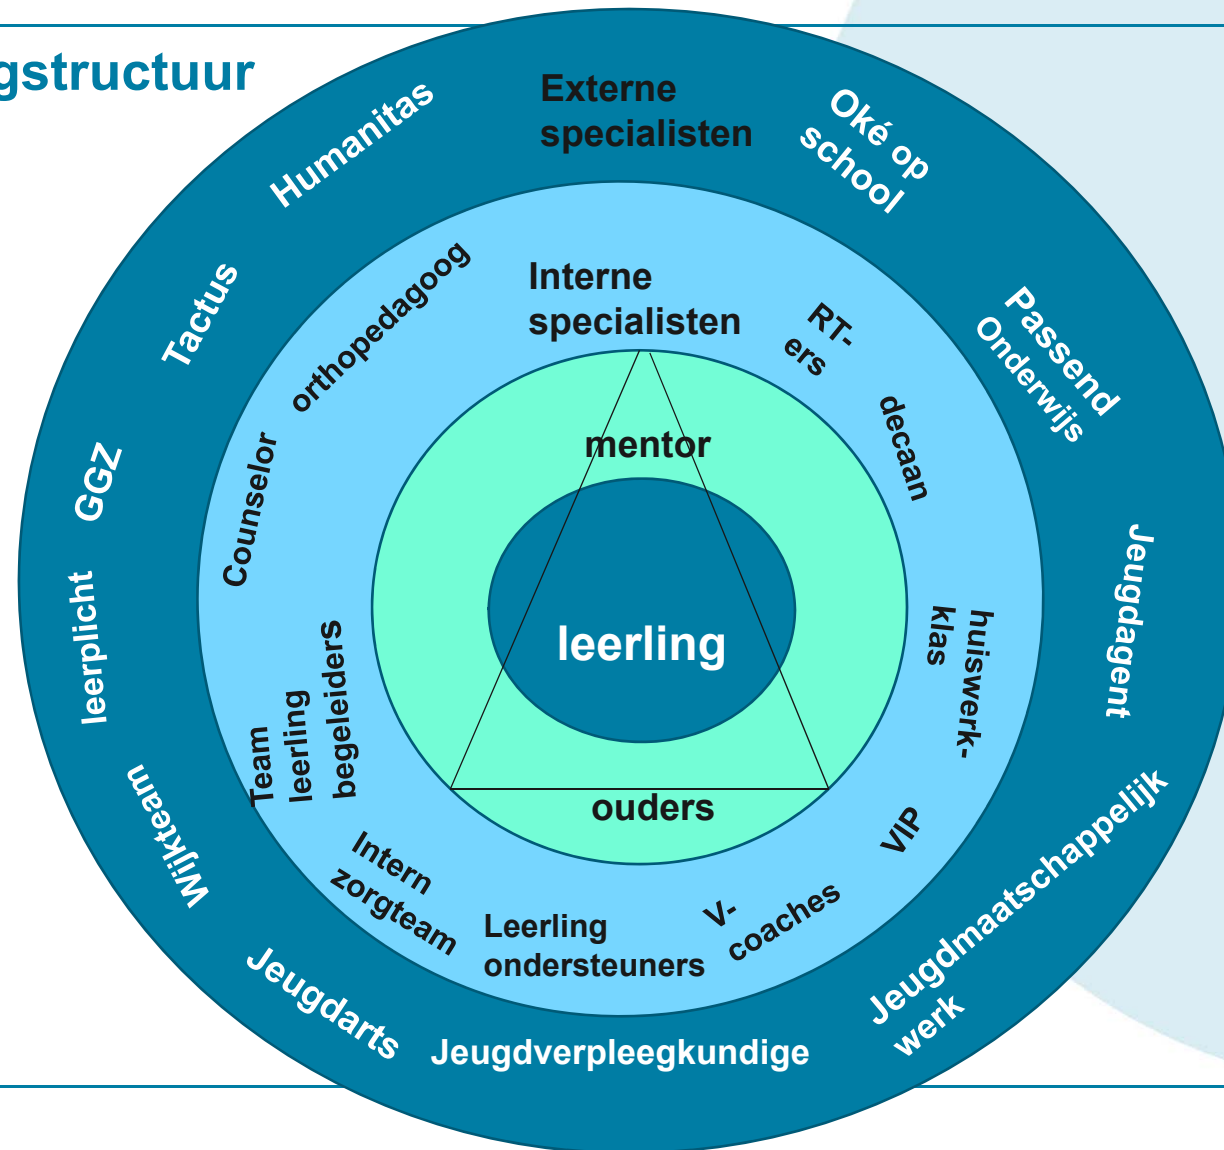 gstructuur
Externe
specialisten
Humanitas
Oké op
school
Tactus
Passend
Onderwijs
GGZ
Jeugdagent
leerplicht
Wijkteam
Jeugdmaatschappelijk
werk
Jeugdarts
Jeugdverpleegkundige
Interne
specialisten
orthopedagoog
RT-
ers
decaan
Counselor
huiswerk-
klas
Team
leerling
begeleiders
VIP
Intern
zorgteam
V-
coaches
Leerling
ondersteuners
mentor
leerling
ouders